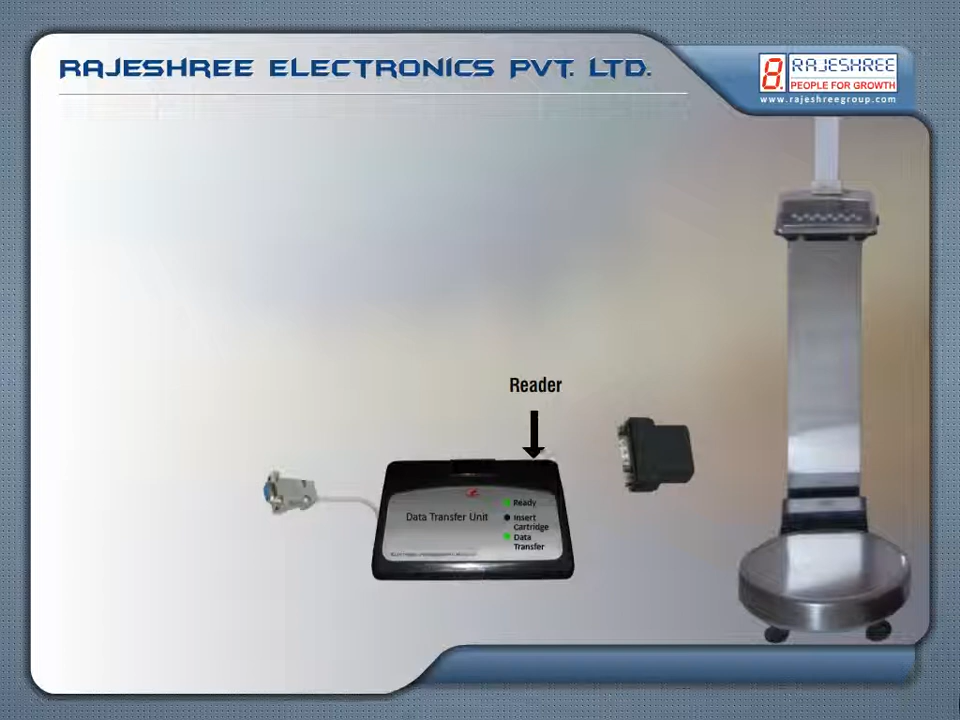 RAJESHREE ELECTRONICS PVT. LTD.
RAJESHREE
PEOPLE FOR GROWTH
www.rajeshreegroup.com
Reader
Data Transfer Unit
Ready
Insert
Cartridge
Data
Transfer